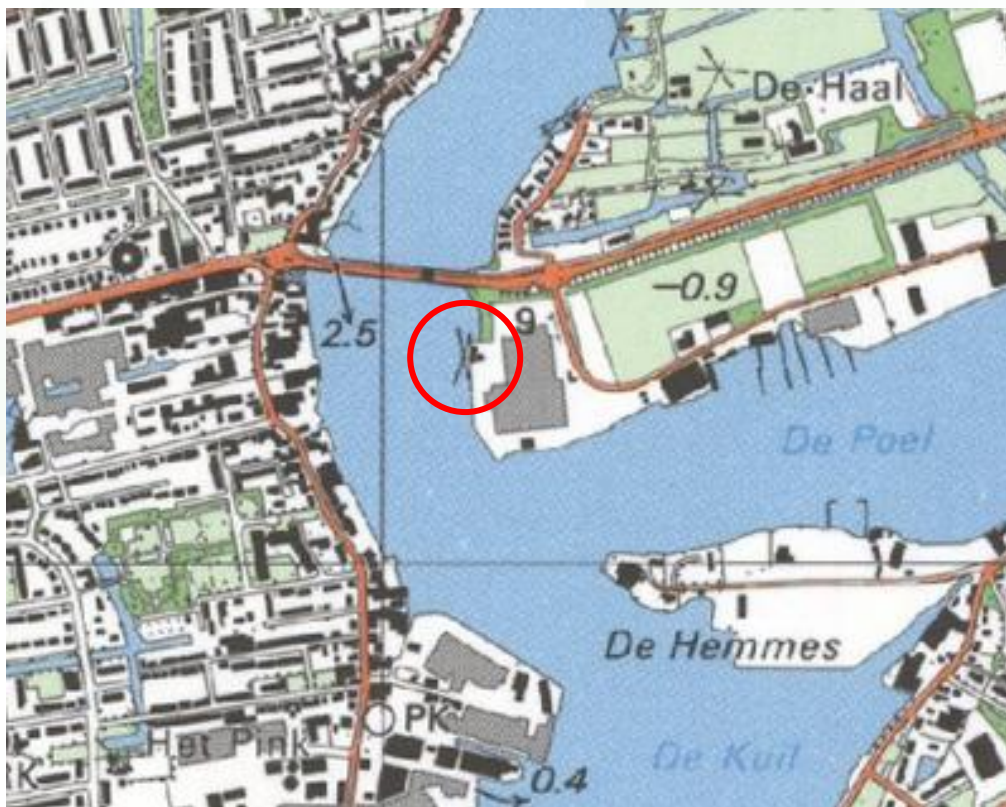 De Haal
-0.9
9
2.5
De Poel
De Hemmes
PK
Het Pink
De Kuil
0.4